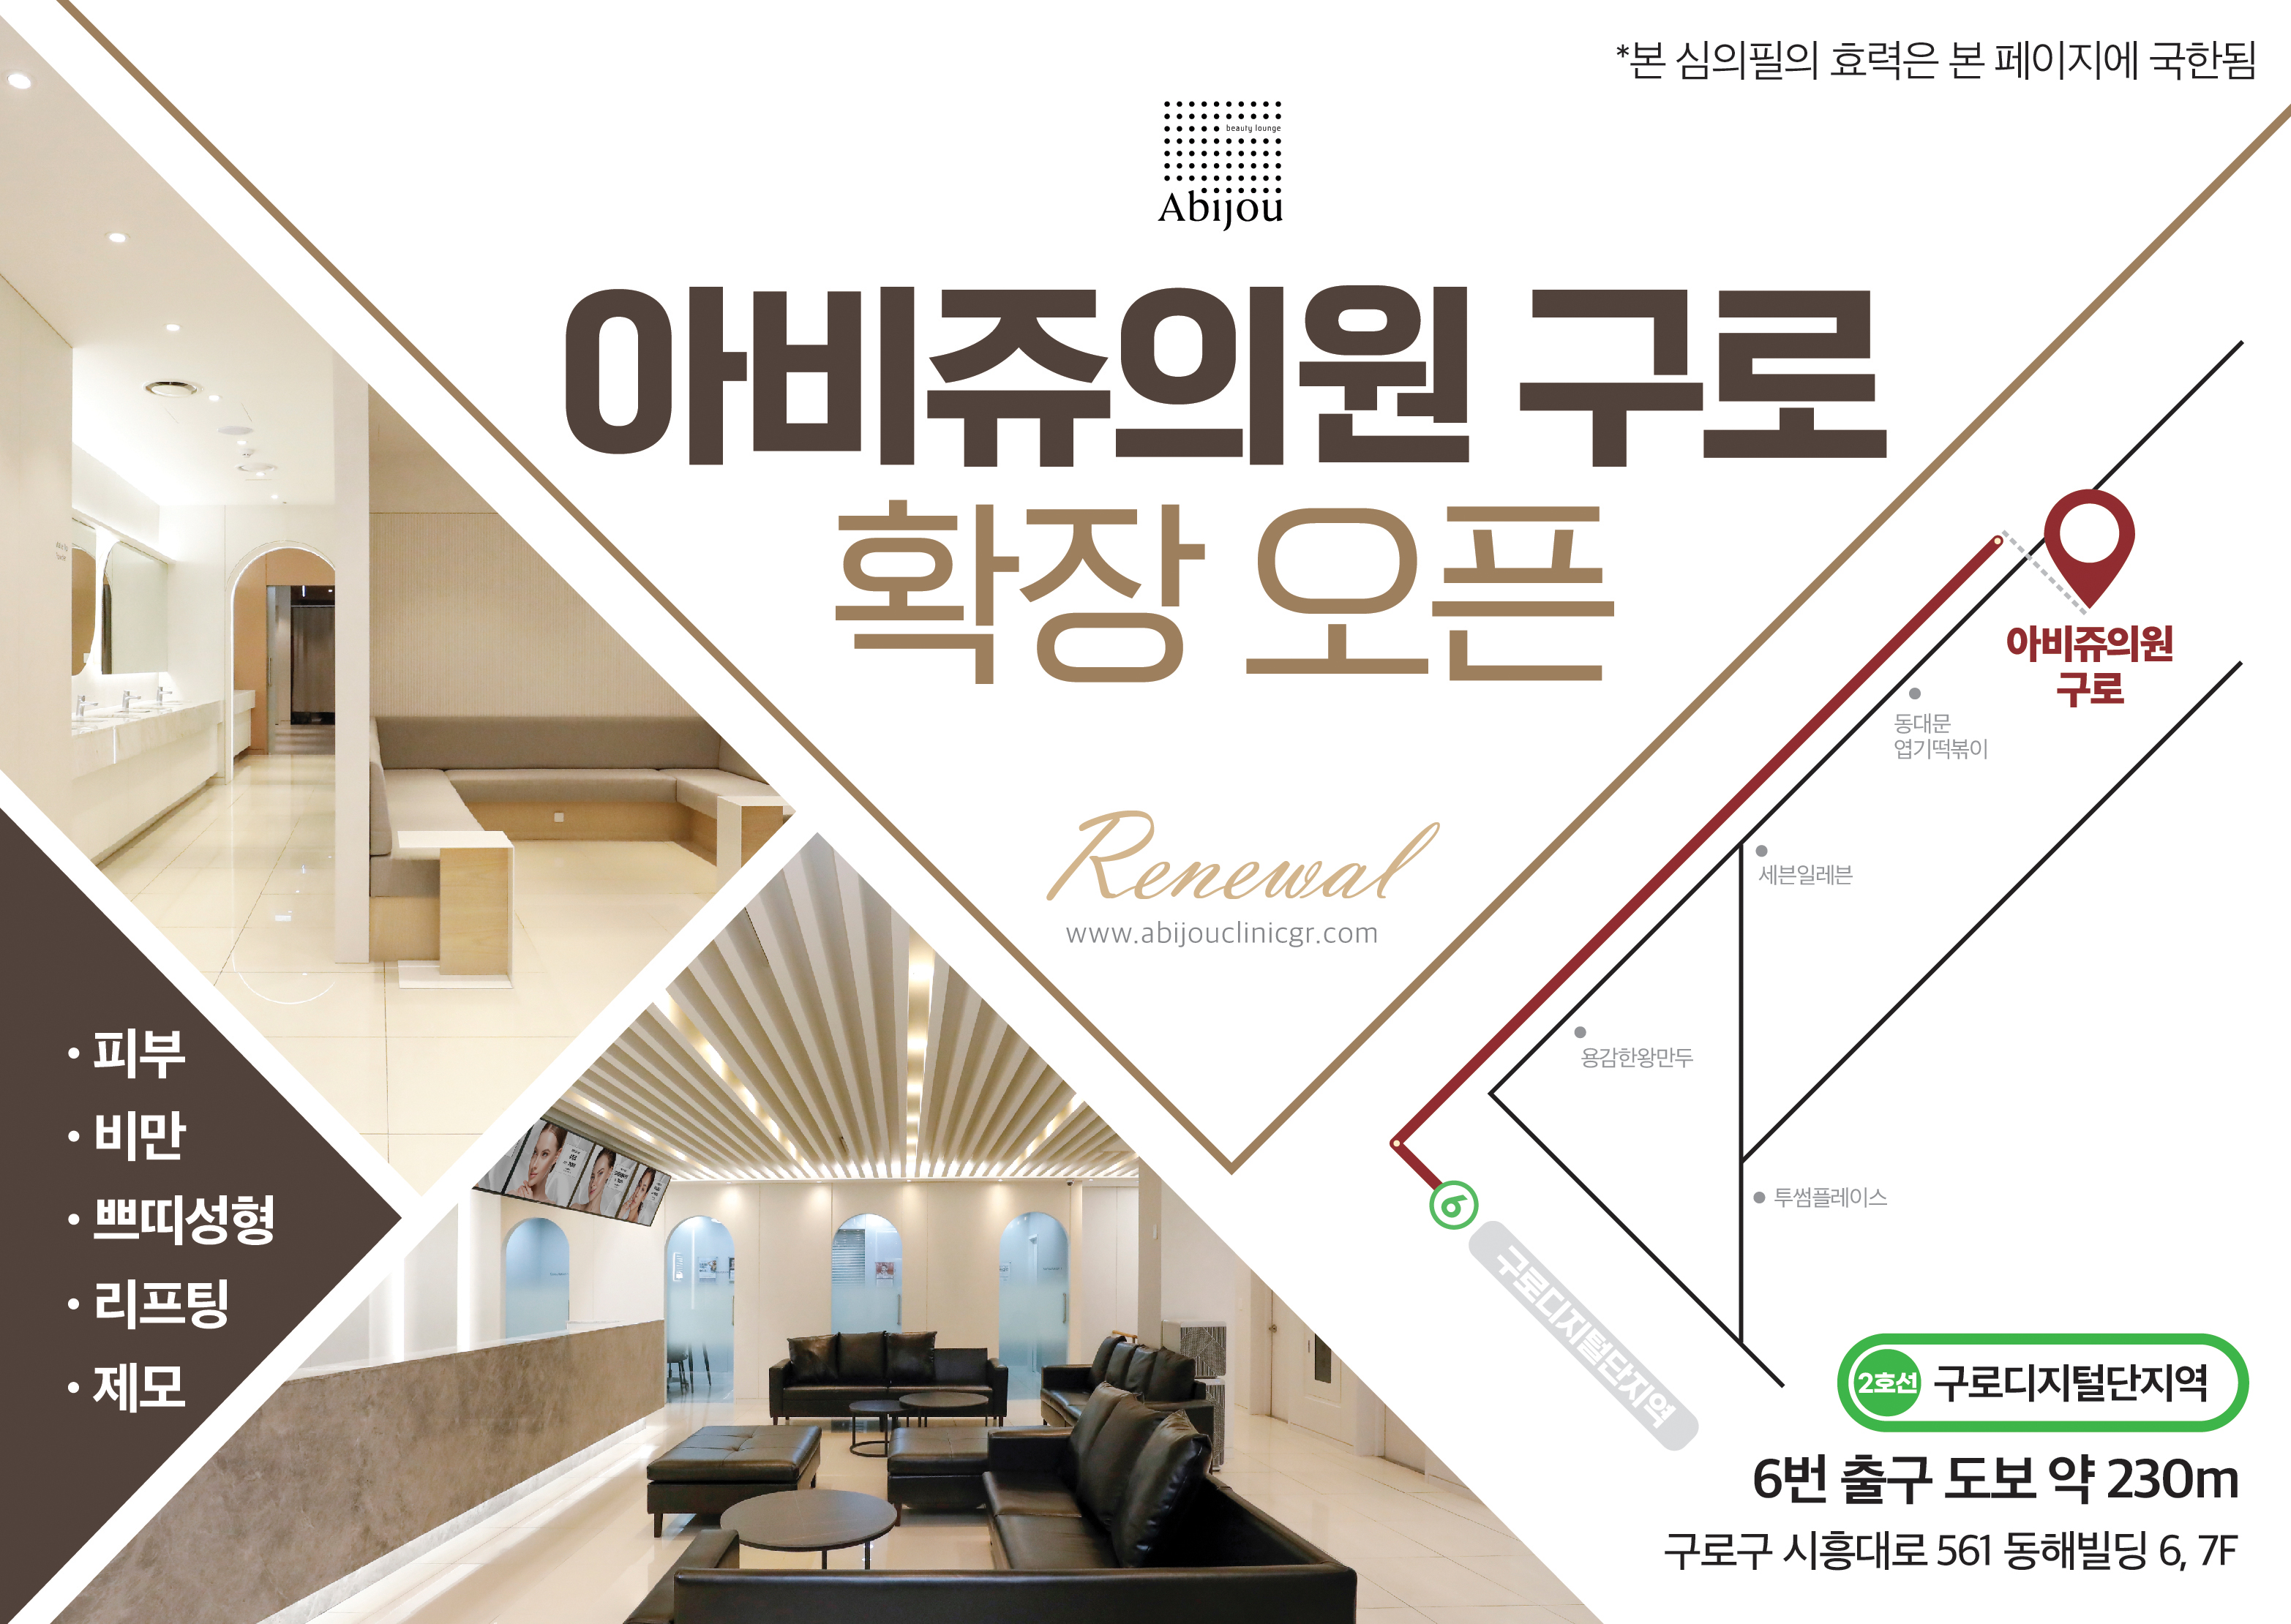 *본 심의필의 효력은 본 페이지에 국한됨
beauty lounge
Abijou
아비쥬의원 구로
확장 오픈
Renewal
www.abijouclinicgr.com
· 피부
· 비만
· 쁘띠성형
· 리프팅
· 제모
아비쥬의원
구로
동대문
엽기떡볶이
세븐일레븐
용감한왕만두
투썸플레이스
6
구로디지털단지역
2호선 구로디지털단지역
6번 출구 도보 약 230m
구로구 시흥대로 561 동해빌딩 6, 7F